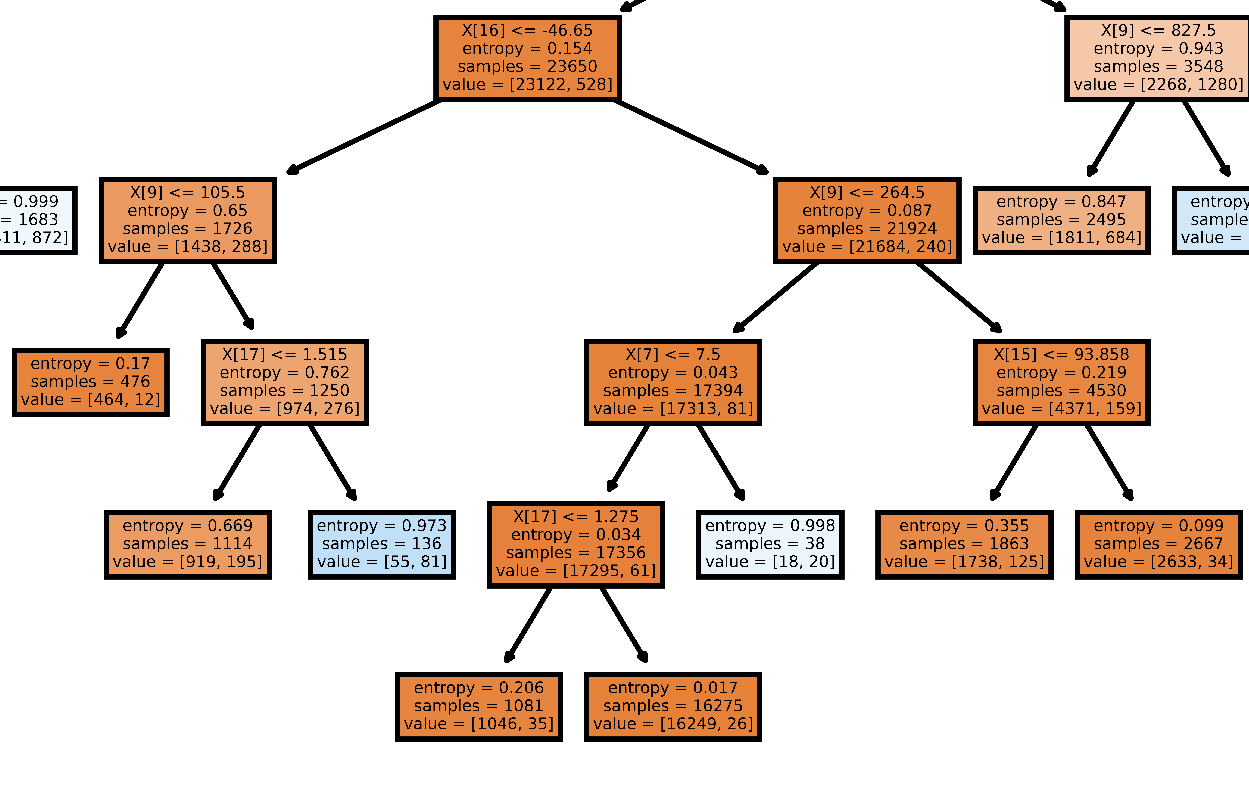 X[16] <= -46.65
entropy = 0.154
samples = 23650
value = [23122, 528]
X[9] <= 827.5
entropy = 0.943
samples = 3548
value = [2268, 1280]
= 0.999
= 1683
11, 872]
X[9] <= 105.5
entropy = 0.65
samples = 1726
value = [1438, 288]
X[9] <= 264.5
entropy = 0.087
samples = 21924
value = [21684, 240]
entropy = 0.847
samples = 2495
value = [1811, 684]
entropy
sample
value =
entropy = 0.17
samples = 476
value = [464, 12]
X[17] <= 1.515
entropy = 0.762
samples = 1250
value = [974, 276]
X[7] <= 7.5
entropy = 0.043
samples = 17394
value = [17313, 81]
X[15] <= 93.858
entropy = 0.219
samples = 4530
value = [4371, 159]
entropy = 0.669
samples = 1114
value = [919, 195]
entropy = 0.973
samples = 136
value = [55, 81]
X[17] <= 1.275
entropy = 0.034
samples = 17356
value = [17295, 61]
entropy = 0.998
samples = 38
value = [18, 20]
entropy = 0.355
samples = 1863
value = [1738, 125]
entropy = 0.099
samples = 2667
value = [2633, 34]
entropy = 0.206
samples = 1081
value = [1046, 35]
entropy = 0.017
samples = 16275
value = [16249, 26]